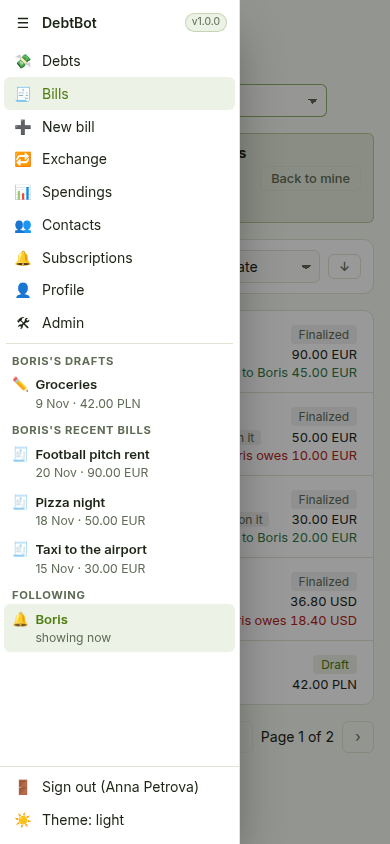 DebtBot
v1.0.0
Debts
Bills
New bill
Exchange
Spendings
Contacts
Subscriptions
Profile
Admin
BORIS'S DRAFTS
Groceries
9 Nov · 42.00 PLN
BORIS'S RECENT BILLS
Football pitch rent
20 Nov · 90.00 EUR
Pizza night
18 Nov · 50.00 EUR
Taxi to the airport
15 Nov · 30.00 EUR
FOLLOWING
Boris
showing now
Sign out (Anna Petrova)
Theme: light
Back to mine
Finalized
90.00 EUR
to Boris 45.00 EUR
Finalized
it 50.00 EUR
owes 10.00 EUR
Finalized
on it 30.00 EUR
to Boris 20.00 EUR
Finalized
36.80 USD
owes 18.40 USD
Draft
42.00 PLN
Page 1 of 2